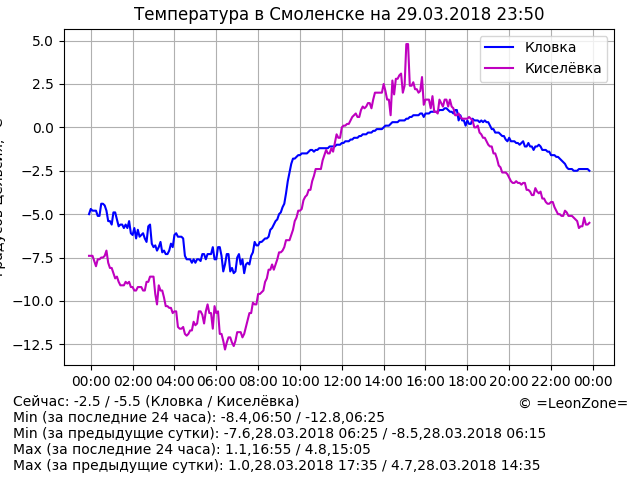 Температура в Смоленске на 29.03.2018 23:50
Кловка
Киселёвка
5.0
2.5
0.0
−2.5
−5.0
−7.5
−10.0
−12.5
00:00 02:00 04:00 06:00 08:00 10:00 12:00 14:00 16:00 18:00 20:00 22:00 00:00
Сейчас: -2.5 / -5.5 (Кловка / Киселёвка)
© =LeonZone=
Min (за последние 24 часа): -8.4,06:50 / -12.8,06:25
Min (за предыдущие сутки): -7.6,28.03.2018 06:25 / -8.5,28.03.2018 06:15
Max (за последние 24 часа): 1.1,16:55 / 4.8,15:05
Max (за предыдущие сутки): 1.0,28.03.2018 17:35 / 4.7,28.03.2018 14:35